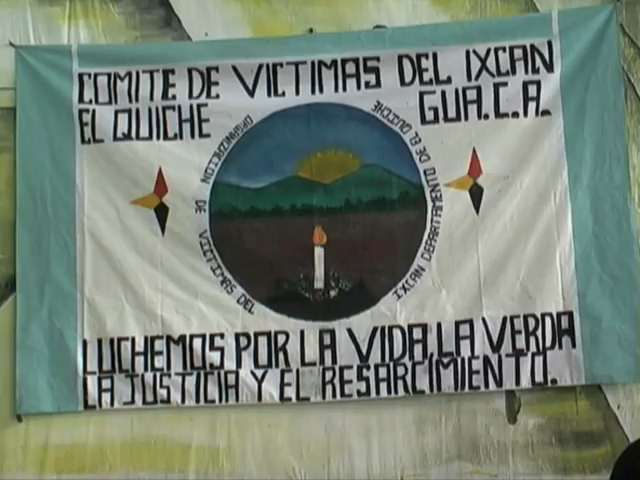 COMITE DE VICTIMAS DEL IXCAN
EL QUICHE GUA.C.A.
ORGANIZACION DE VICTIMAS DEL
IXCAN DEPARTAMENTO DE EL QUICHE
LUCHEMOS POR LA VIDA, LA VERDA
LA JUSTICIA Y EL RESARCIMIENTO.